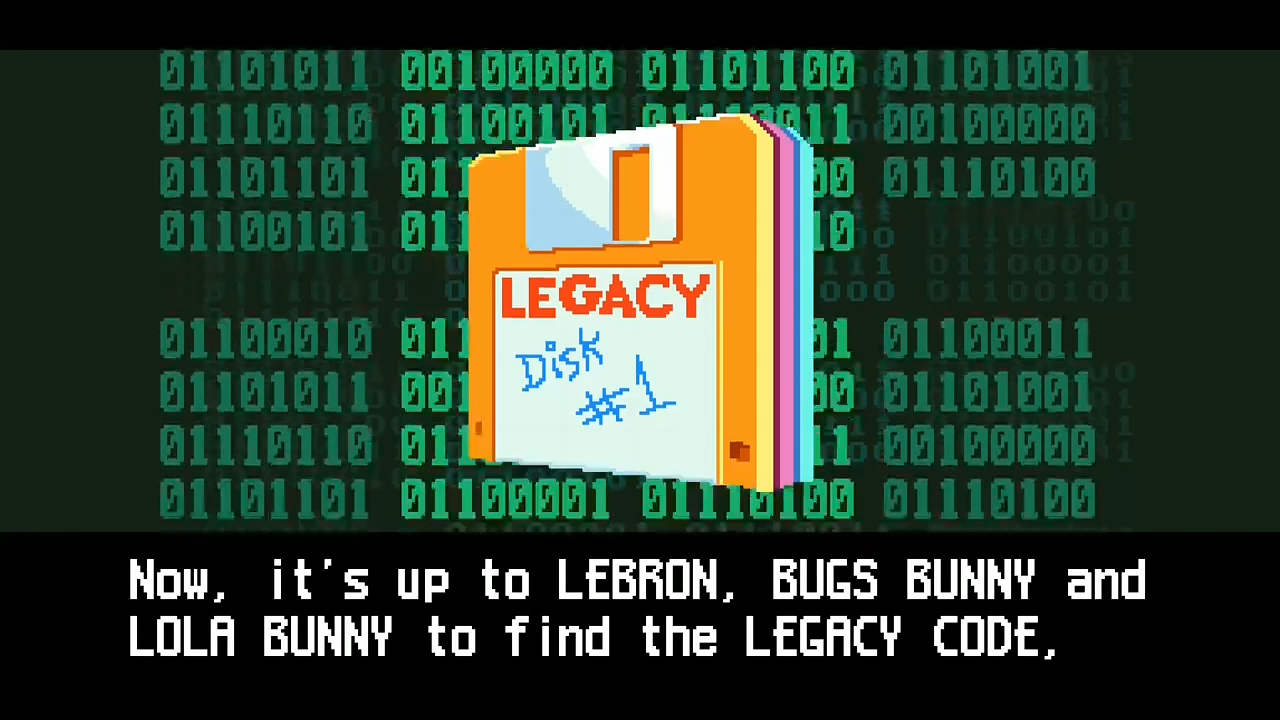 01101011 00100000 01101100 01101001
01110110 01100101 00100000
01101101 01110100
01100101
LEGACY
Disk
#1
01100010 01100011
01101011 01101001
01110110 00100000
01101101 01100001 01110100 01110100
Now, it's up to LEBRON, BUGS BUNNY and
LOLA BUNNY to find the LEGACY CODE,